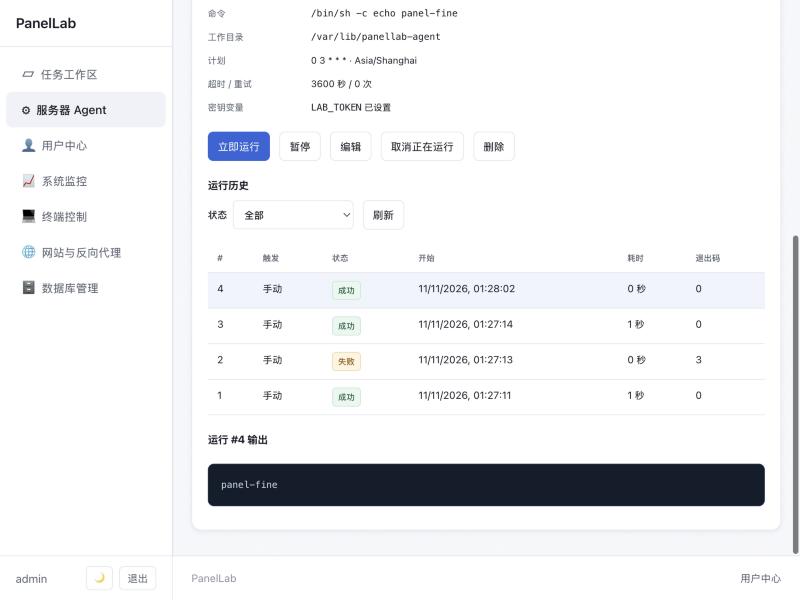 PanelLab
任务工作区
服务器 Agent
用户中心
系统监控
终端控制
网站与反向代理
数据库管理
admin
退出
命令 /bin/sh -c echo panel-fine
工作目录 /var/lib/panellab-agent
计划 0 3 * * * · Asia/Shanghai
超时 / 重试 3600 秒 / 0 次
密钥变量 LAB_TOKEN 已设置
立即运行 暂停 编辑 取消正在运行 删除
运行历史
状态 全部 刷新
# 触发 状态 开始 耗时 退出码
4 手动 成功 11/11/2026, 01:28:02 0 秒 0
3 手动 成功 11/11/2026, 01:27:14 1 秒 0
2 手动 失败 11/11/2026, 01:27:13 0 秒 3
1 手动 成功 11/11/2026, 01:27:11 1 秒 0
运行 #4 输出
panel-fine
PanelLab 用户中心